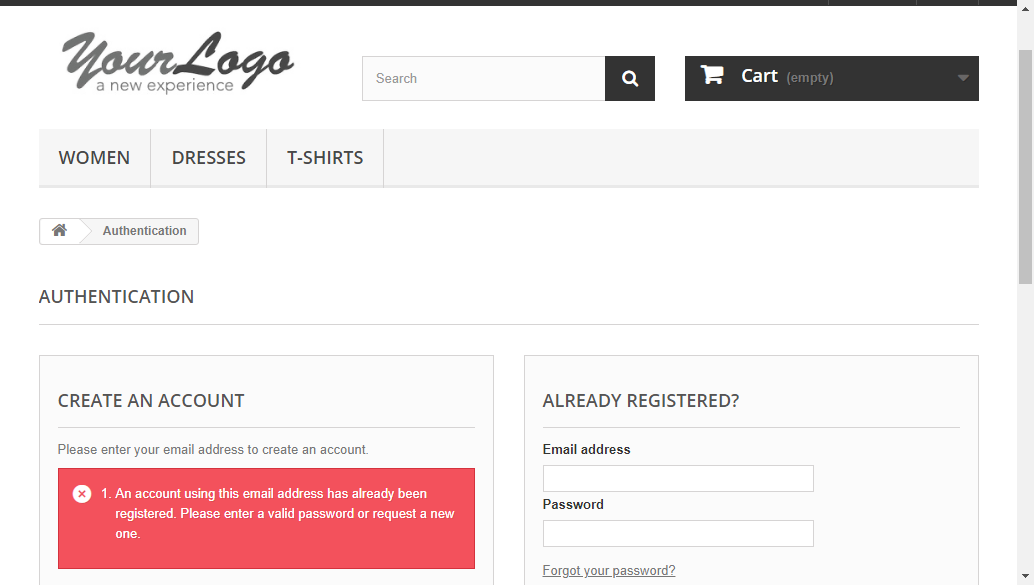 YourLogo
a new experience
Search
Cart (empty)
WOMEN DRESSES T-SHIRTS
Authentication
AUTHENTICATION
CREATE AN ACCOUNT
Please enter your email address to create an account.
1. An account using this email address has already been
registered. Please enter a valid password or request a new
one.
ALREADY REGISTERED?
Email address
Password
Forgot your password?